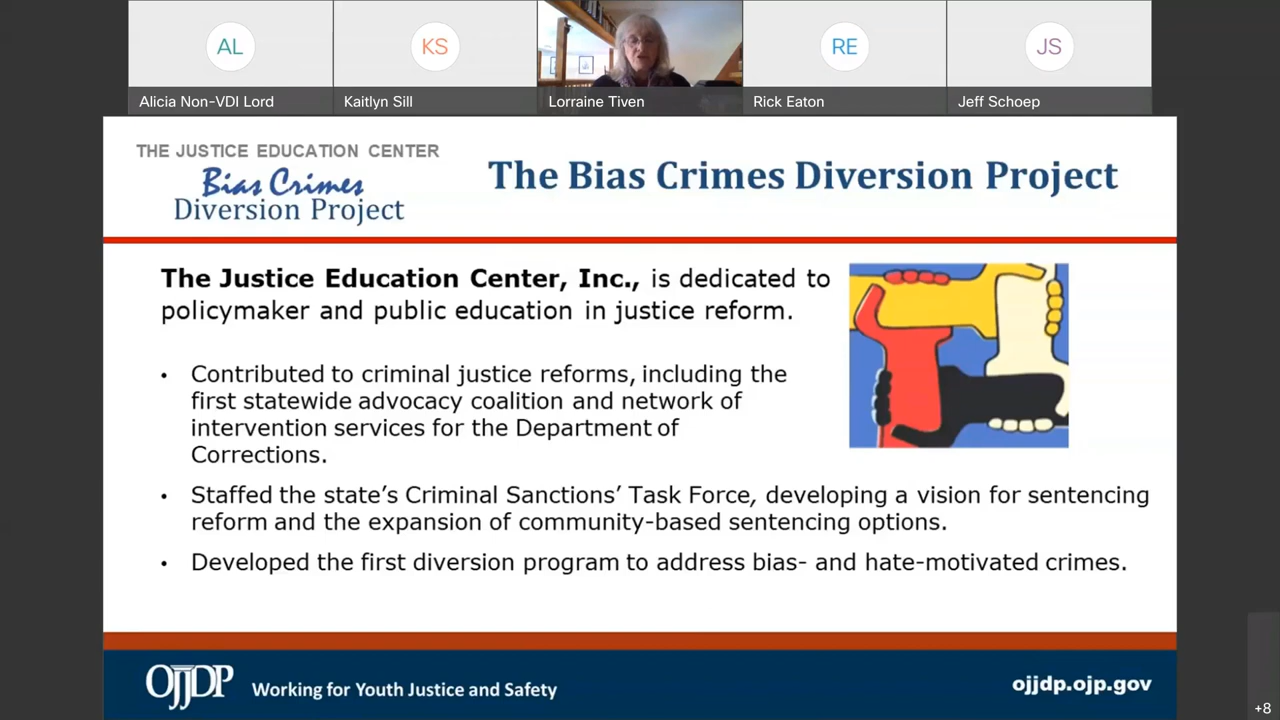 AL
KS
RE
JS
Alicia Non-VDI Lord
Kaitlyn Sill
Lorraine Tiven
Rick Eaton
Jeff Schoep
THE JUSTICE EDUCATION CENTER
Bias Crimes
Diversion Project
The Bias Crimes Diversion Project
The Justice Education Center, Inc., is dedicated to
policymaker and public education in justice reform.
• Contributed to criminal justice reforms, including the
first statewide advocacy coalition and network of
intervention services for the Department of
Corrections.
• Staffed the state's Criminal Sanctions' Task Force, developing a vision for sentencing
reform and the expansion of community-based sentencing options.
• Developed the first diversion program to address bias- and hate-motivated crimes.
OJJDP
Working for Youth Justice and Safety
ojjdp.ojp.gov
+8